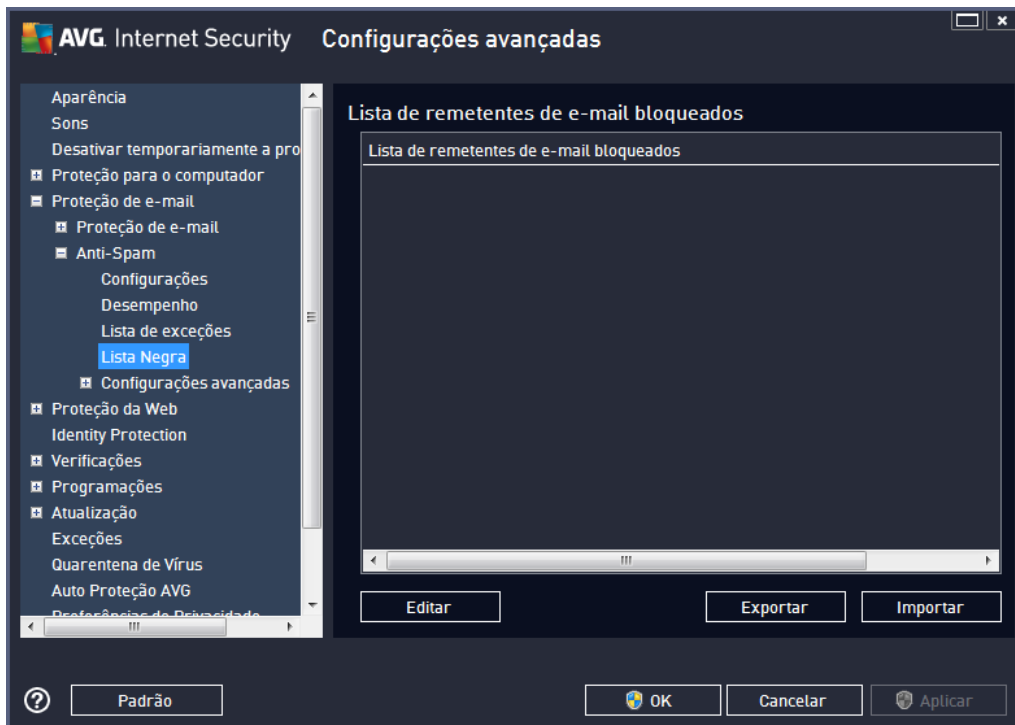 AVG. Internet Security Configurações avançadas
Aparência
Sons
Desativar temporariamente a pro
Proteção para o computador
Proteção de e-mail
Proteção de e-mail
Anti-Spam
Configurações
Desempenho
Lista de exceções
Lista Negra
Configurações avançadas
Proteção da Web
Identity Protection
Verificações
Programações
Atualização
Exceções
Quarentena de Vírus
Auto Proteção AVG
Preferências de Privacidade
Lista de remetentes de e-mail bloqueados
Lista de remetentes de e-mail bloqueados
Editar Exportar Importar
Padrão OK Cancelar Aplicar